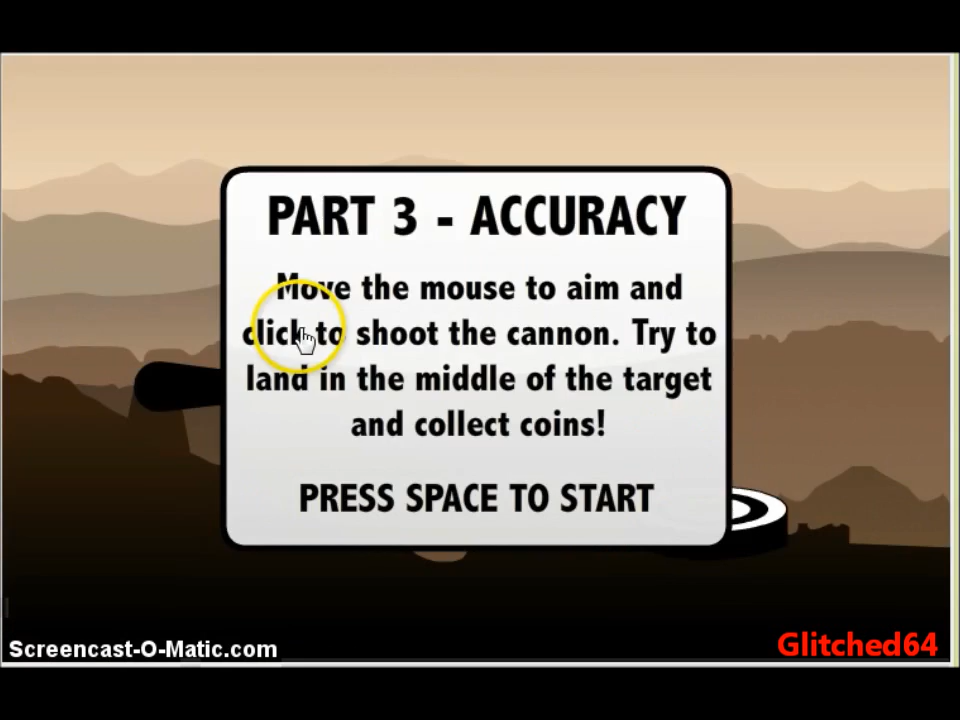 PART 3 - ACCURACY
Move the mouse to aim and
click to shoot the cannon. Try to
land in the middle of the target
and collect coins!
PRESS SPACE TO START
Screencast-O-Matic.com
Glitched64